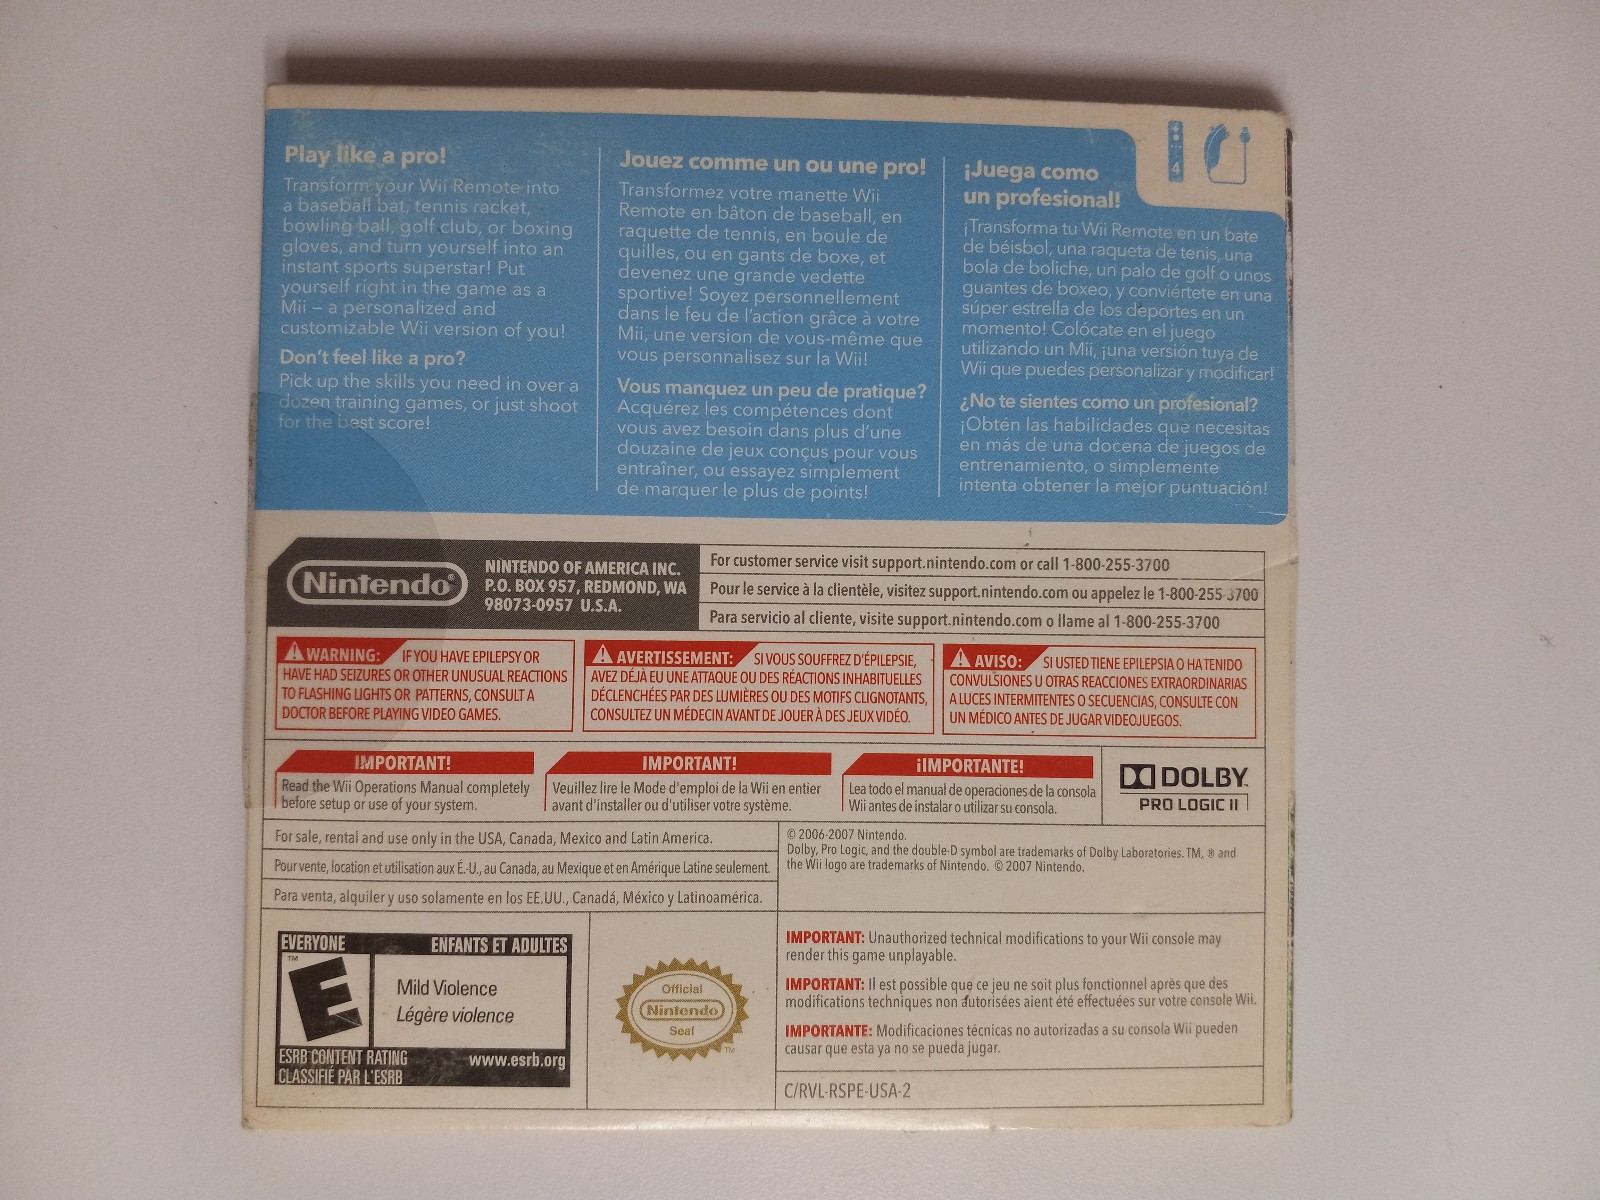 Play like a pro!
Transform your Wii Remote into
a baseball bat, tennis racket,
bowling ball, golf club, or boxing
gloves, and turn yourself into an
instant sports superstar! Put
yourself right in the game as a
Mii – a personalized and
customizable Wii version of you!
Don't feel like a pro?
Pick up the skills you need in over a
dozen training games, or just shoot
for the best score!
Jouez comme un ou une pro!
Transformez votre manette Wii
Remote en bâton de baseball, en
raquette de tennis, en boule de
quilles, ou en gants de boxe, et
devenez une grande vedette
sportive! Soyez personnellement
dans le feu de l'action grâce à votre
Mii, une version de vous-même que
vous personnalisez sur la Wii!
Vous manquez un peu de pratique?
Acquérez les compétences dont
vous avez besoin dans plus d'une
douzaine de jeux conçus pour vous
entraîner, ou essayez simplement
de marquer le plus de points!
4
¡Juega como
un profesional!
¡Transforma tu Wii Remote en un bate
de béisbol, una raqueta de tenis, una
bola de boliche, un palo de golf o unos
guantes de boxeo, y conviértete en una
súper estrella de los deportes en un
momento! Colócate en el juego
utilizando un Mii, ¡una versión tuya de
Wii que puedes personalizar y modificar!
¿No te sientes como un profesional?
¡Obtén las habilidades que necesitas
en más de una docena de juegos de
entrenamiento, o simplemente
intenta obtener la mejor puntuación!
Nintendo®
NINTENDO OF AMERICA INC.
P.O. BOX 957, REDMOND, WA
98073-0957 U.S.A.
For customer service visit support.nintendo.com or call 1-800-255-3700
Pour le service à la clientèle, visitez support.nintendo.com ou appelez le 1-800-255-3700
Para servicio al cliente, visite support.nintendo.com o llame al 1-800-255-3700
WARNING: IF YOU HAVE EPILEPSY OR
HAVE HAD SEIZURES OR OTHER UNUSUAL REACTIONS
TO FLASHING LIGHTS OR PATTERNS, CONSULT A
DOCTOR BEFORE PLAYING VIDEO GAMES.
AVERTISSEMENT: SI VOUS SOUFFREZ D'ÉPILEPSIE,
AVEZ DÉJÀ EU UNE ATTAQUE OU DES RÉACTIONS INHABITUELLES
DÉCLENCHÉES PAR DES LUMIÈRES OU DES MOTIFS CLIGNOTANTS,
CONSULTEZ UN MÉDECIN AVANT DE JOUER À DES JEUX VIDÉO.
AVISO: SI USTED TIENE EPILEPSIA O HA TENIDO
CONVULSIONES U OTRAS REACCIONES EXTRAORDINARIAS
A LUCES INTERMITENTES O SECUENCIAS, CONSULTE CON
UN MÉDICO ANTES DE JUGAR VIDEOJUEGOS.
IMPORTANT!
Read the Wii Operations Manual completely
before setup or use of your system.
IMPORTANT!
Veuillez lire le Mode d'emploi de la Wii en entier
avant d'installer ou d'utiliser votre système.
¡IMPORTANTE!
Lea todo el manual de operaciones de la consola
Wii antes de instalar o utilizar su consola.
DOLBY™
PRO LOGIC II
For sale, rental and use only in the USA, Canada, Mexico and Latin America.
Pour vente, location et utilisation aux É.-U., au Canada, au Mexique et en Amérique Latine seulement.
Para venta, alquiler y uso solamente en los EE.UU., Canadá, México y Latinoamérica.
© 2006-2007 Nintendo.
Dolby, Pro Logic, and the double-D symbol are trademarks of Dolby Laboratories. TM, ® and
the Wii logo are trademarks of Nintendo. © 2007 Nintendo.
EVERYONE ENFANTS ET ADULTES
E™
Mild Violence
Légère violence
ESRB CONTENT RATING www.esrb.org
CLASSIFIÉ PAR L'ESRB
Official
Nintendo
Seal
TM
IMPORTANT: Unauthorized technical modifications to your Wii console may
render this game unplayable.
IMPORTANT: Il est possible que ce jeu ne soit plus fonctionnel après que des
modifications techniques non autorisées aient été effectuées sur votre console Wii.
IMPORTANTE: Modificaciones técnicas no autorizadas a su consola Wii pueden
causar que esta ya no se pueda jugar.
C/RVL-RSPE-USA-2